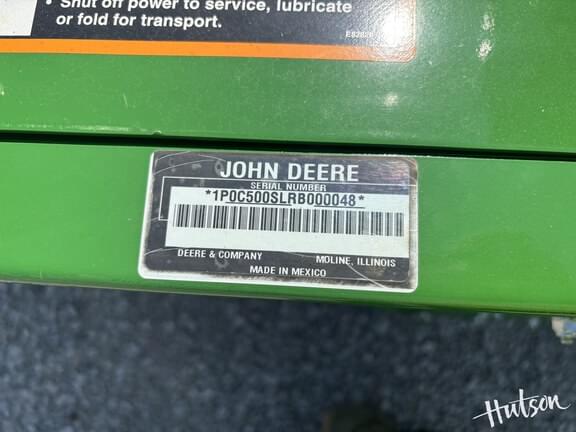 • Shut off power to service, lubricate
or fold for transport.
JOHN DEERE
SERIAL NUMBER
*1P0C500SLRB000048*
DEERE & COMPANY MOLINE, ILLINOIS
MADE IN MEXICO
Hutson